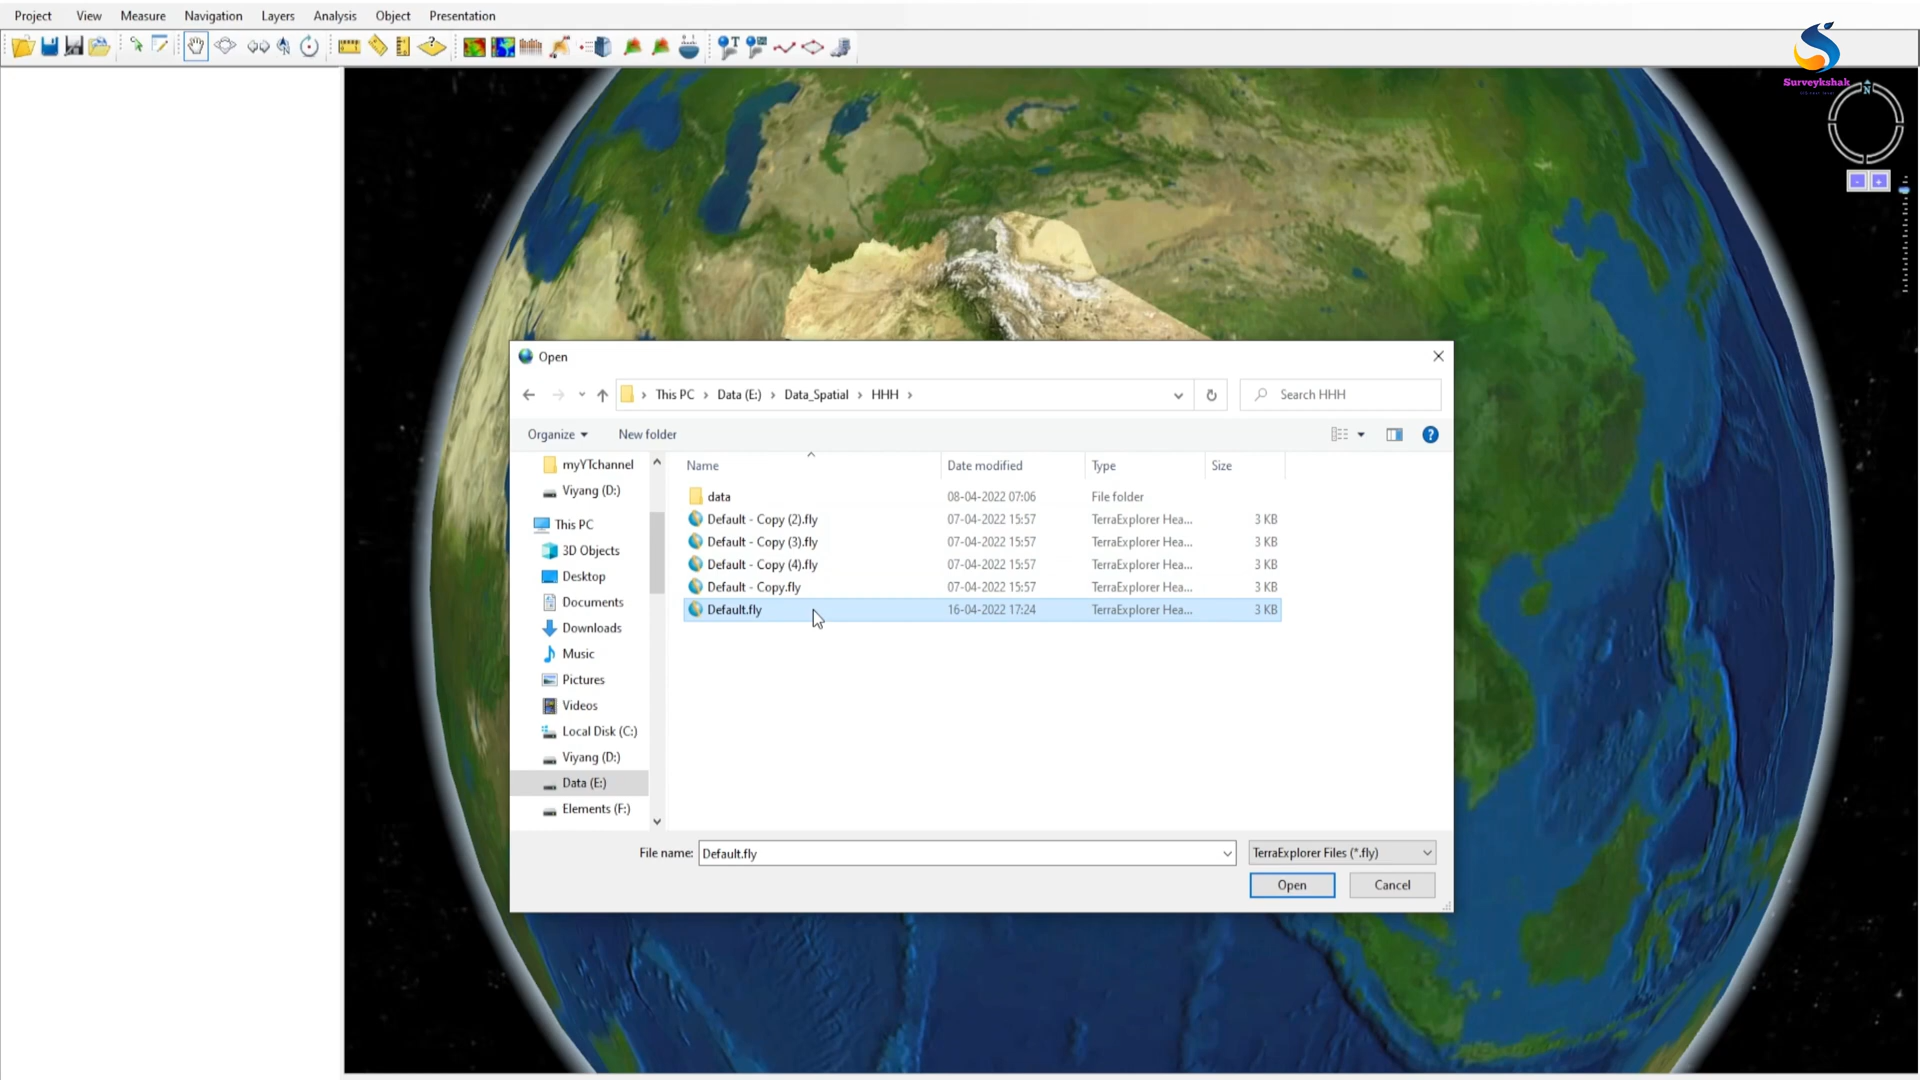 Project View Measure Navigation Layers Analysis Object Presentation
Surveykshak
N
Open
This PC Data (E:) Data_Spatial HHH
Search HHH
Organize New folder
Name Date modified Type Size
myYTchannel
Viyang (D:)
This PC
3D Objects
Desktop
Documents
Downloads
Music
Pictures
Videos
Local Disk (C:)
Viyang (D:)
Data (E:)
Elements (F:)
data 08-04-2022 07:06 File folder
Default - Copy (2).fly 07-04-2022 15:57 TerraExplorer Hea... 3 KB
Default - Copy (3).fly 07-04-2022 15:57 TerraExplorer Hea... 3 KB
Default - Copy (4).fly 07-04-2022 15:57 TerraExplorer Hea... 3 KB
Default - Copy.fly 07-04-2022 15:57 TerraExplorer Hea... 3 KB
Default.fly 16-04-2022 17:24 TerraExplorer Hea... 3 KB
File name: Default.fly TerraExplorer Files (*.fly)
Open Cancel